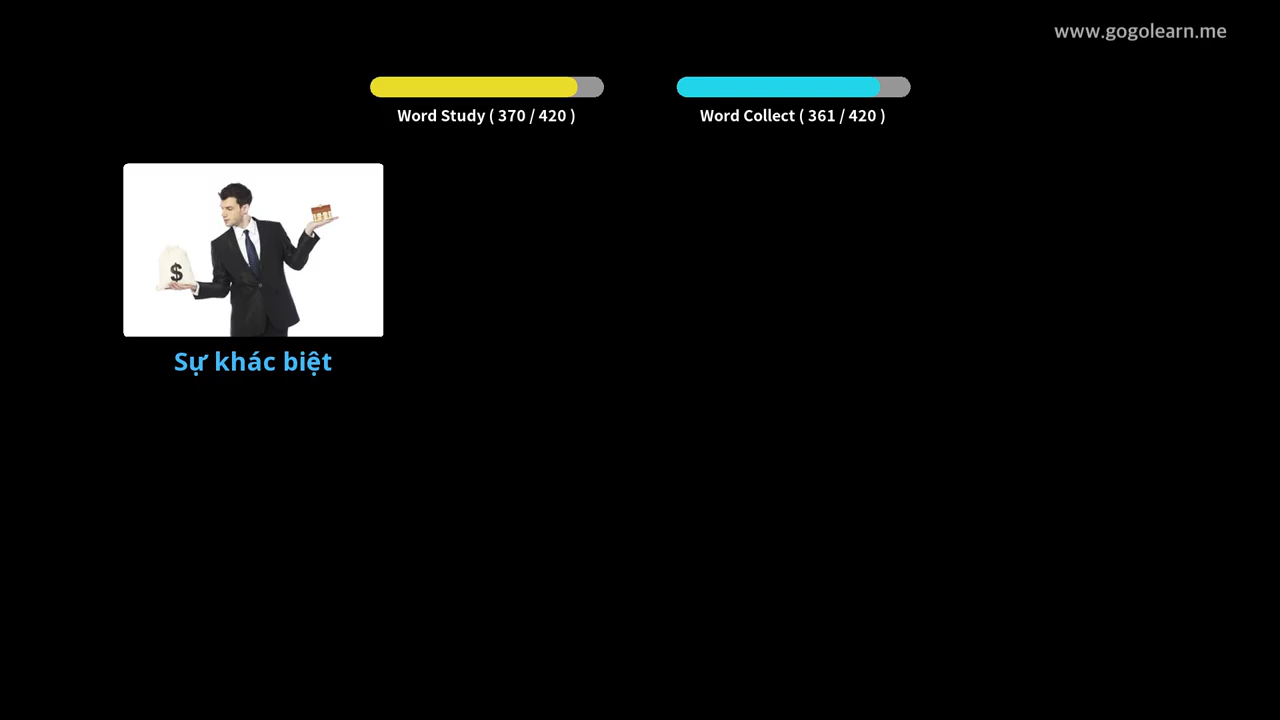 www.gogolearn.me
Word Study ( 370 / 420 )
Word Collect ( 361 / 420 )
$
Sự khác biệt